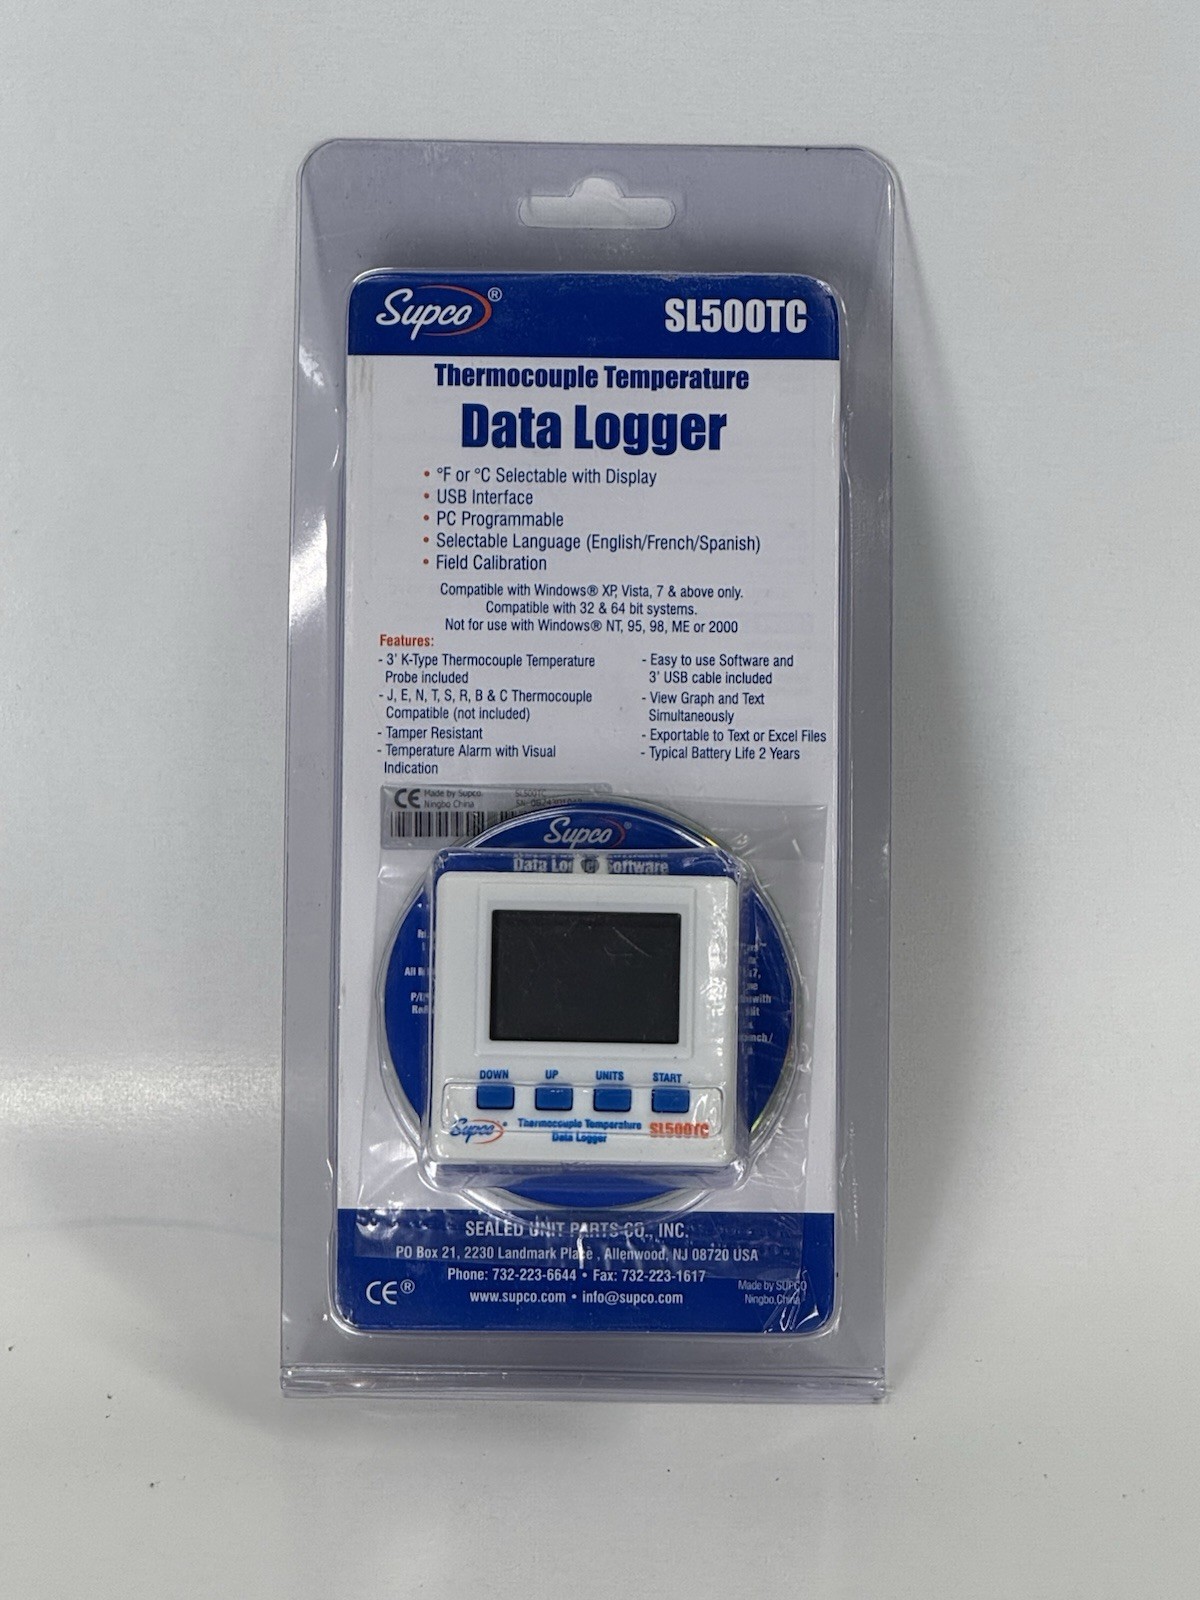 Supco® SL500TC
Thermocouple Temperature
Data Logger
• °F or °C Selectable with Display
• USB Interface
• PC Programmable
• Selectable Language (English/French/Spanish)
• Field Calibration
Compatible with Windows® XP, Vista, 7 & above only.
Compatible with 32 & 64 bit systems.
Not for use with Windows® NT, 95, 98, ME or 2000
Features:
- 3' K-Type Thermocouple Temperature
Probe included
- J, E, N, T, S, R, B & C Thermocouple
Compatible (not included)
- Tamper Resistant
- Temperature Alarm with Visual
Indication
- Easy to use Software and
3' USB cable included
- View Graph and Text
Simultaneously
- Exportable to Text or Excel Files
- Typical Battery Life 2 Years
CE Made by Supco. SL500TC
Ningbo China
Supco®
Data Software
DOWN UP UNITS START
Supco® Thermocouple Temperature SL500TC
Data Logger
SEALED UNIT PARTS CO., INC.
PO Box 21, 2230 Landmark Place , Allenwood, NJ 08720 USA
Phone: 732-223-6644 • Fax: 732-223-1617
www.supco.com • info@supco.com
CE®
Made by SUPCO
Ningbo,China